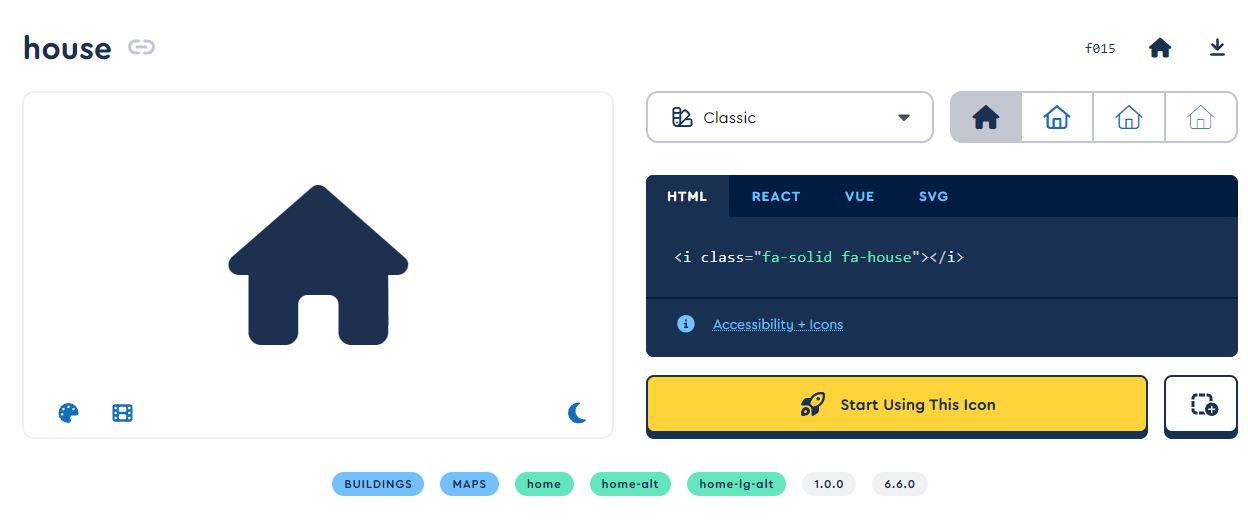 house
f015
Classic
HTML REACT VUE SVG
<i class="fa-solid fa-house"></i>
Accessibility + Icons
Start Using This Icon
BUILDINGS MAPS home home-alt home-lg-alt 1.0.0 6.6.0